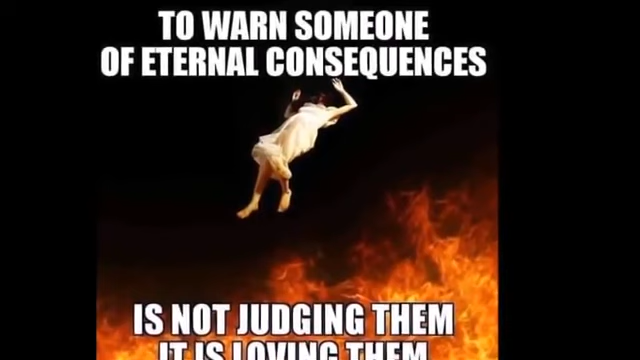 TO WARN SOMEONE
OF ETERNAL CONSEQUENCES
IS NOT JUDGING THEM
IT IS LOVING THEM